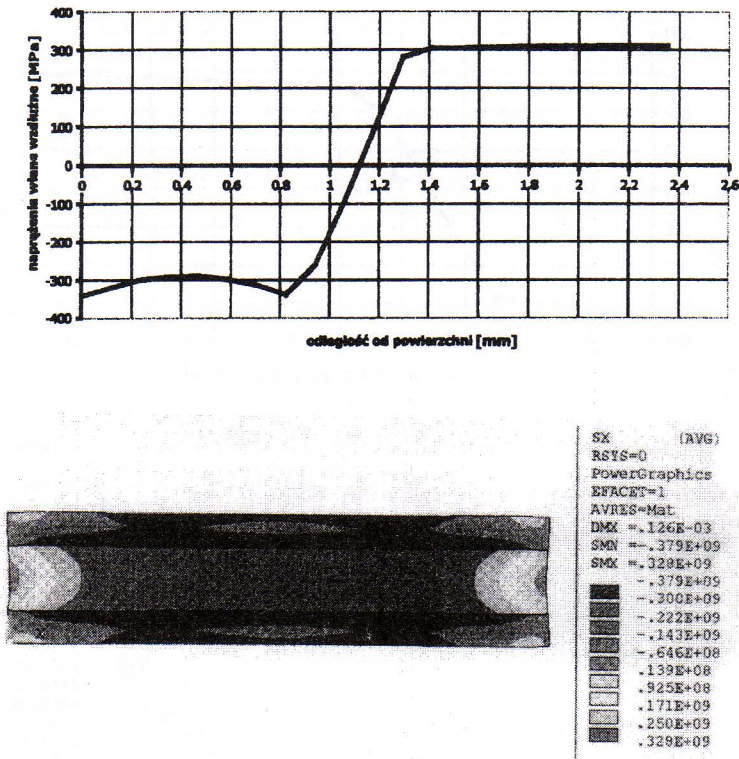 naprężenia własne wzdłużne [MPa]
400
300
200
100
0
-100
-200
-300
-400
0 0,2 0,4 0,6 0,8 1 1,2 1,4 1,6 1,8 2 2,2 2,4 2,6
odległość od powierzchni [mm]
SX (AVG)
RSYS=0
PowerGraphics
EFACET=1
AVRES=Mat
DMX =.126E-03
SMN =-.379E+09
SMX =.328E+09
-.379E+09
-.300E+09
-.222E+09
-.143E+09
-.646E+08
.139E+08
.925E+08
.171E+09
.250E+09
.328E+09
X